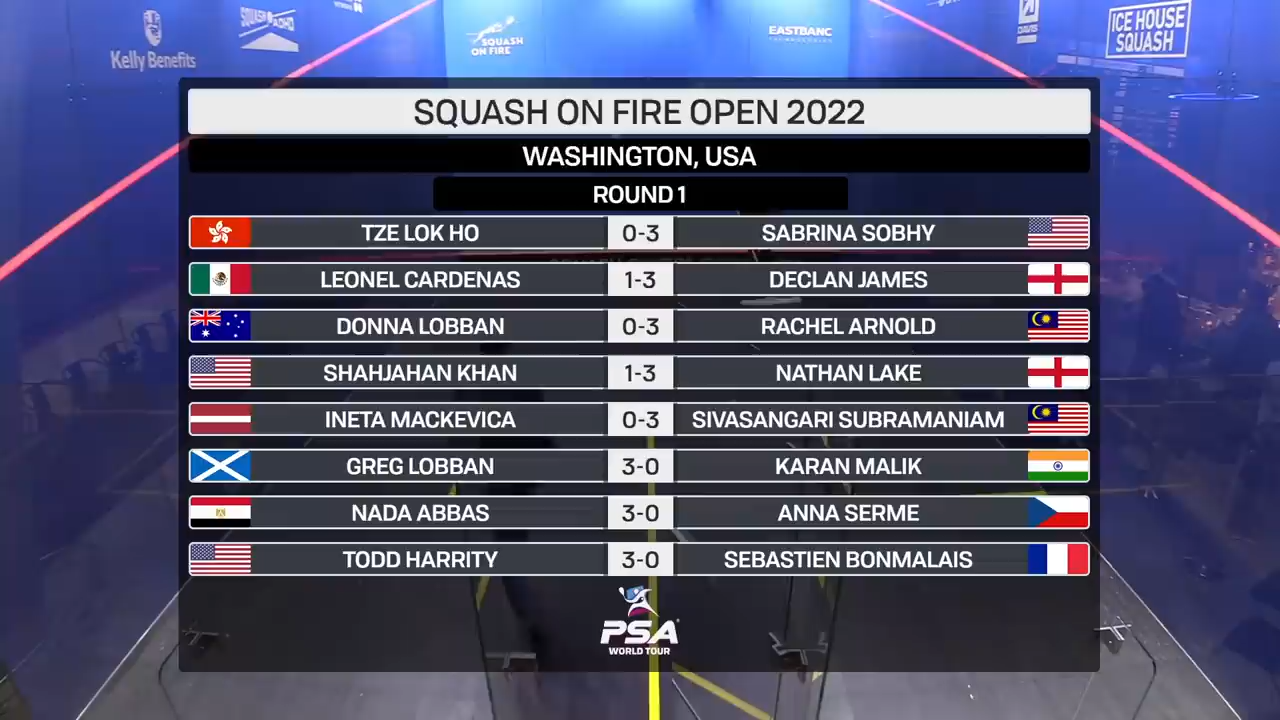 Kelly Benefits
SQUASH ON FIRE
EASTBANC
DAVIS
ICE HOUSE
SQUASH
SQUASH ON FIRE OPEN 2022
WASHINGTON, USA
ROUND 1
TZE LOK HO 0-3 SABRINA SOBHY
LEONEL CARDENAS 1-3 DECLAN JAMES
DONNA LOBBAN 0-3 RACHEL ARNOLD
SHAHJAHAN KHAN 1-3 NATHAN LAKE
INETA MACKEVICA 0-3 SIVASANGARI SUBRAMANIAM
GREG LOBBAN 3-0 KARAN MALIK
NADA ABBAS 3-0 ANNA SERME
TODD HARRITY 3-0 SEBASTIEN BONMALAIS
PSA
WORLD TOUR